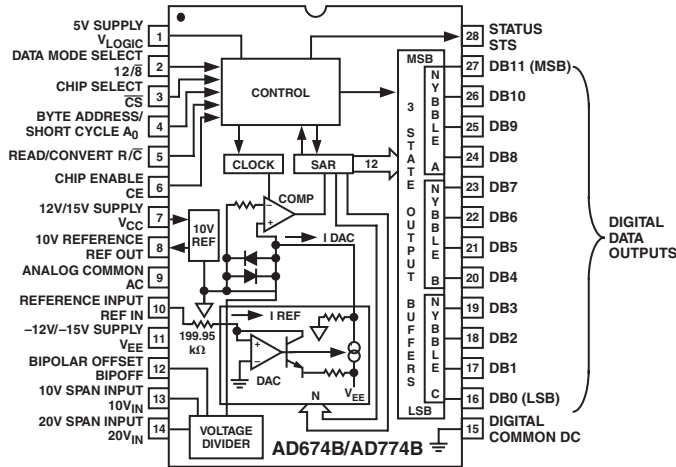 5V SUPPLY
VLOGIC
1
DATA MODE SELECT
12/8̅
2
CHIP SELECT
C̅S̅
3
BYTE ADDRESS/
SHORT CYCLE A0
4
READ/CONVERT R/C̅
5
CHIP ENABLE
CE
6
12V/15V SUPPLY
VCC
7
10V REFERENCE
REF OUT
8
ANALOG COMMON
AC
9
REFERENCE INPUT
REF IN
10
–12V/–15V SUPPLY
VEE
11
BIPOLAR OFFSET
BIPOFF
12
10V SPAN INPUT
10VIN
13
20V SPAN INPUT
20VIN
14
CONTROL
CLOCK
SAR
12
COMP
10V
REF
I DAC
I REF
199.95
kΩ
DAC
N
VEE
VOLTAGE
DIVIDER
AD674B/AD774B
MSB
3 STATE OUTPUT BUFFERS
LSB
NYBBLE A
NYBBLE B
NYBBLE C
28
STATUS
STS
27
DB11 (MSB)
26
DB10
25
DB9
24
DB8
23
DB7
22
DB6
21
DB5
20
DB4
19
DB3
18
DB2
17
DB1
16
DB0 (LSB)
15
DIGITAL
COMMON DC
DIGITAL
DATA
OUTPUTS